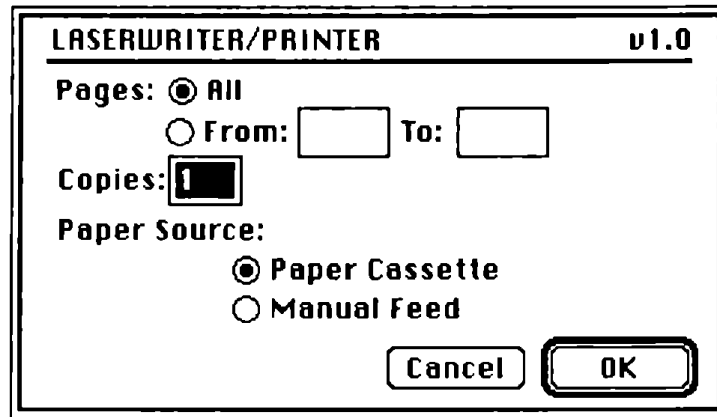 LASERWRITER/PRINTER v1.0
Pages: All
From: To:
Copies: 1
Paper Source:
Paper Cassette
Manual Feed
Cancel OK